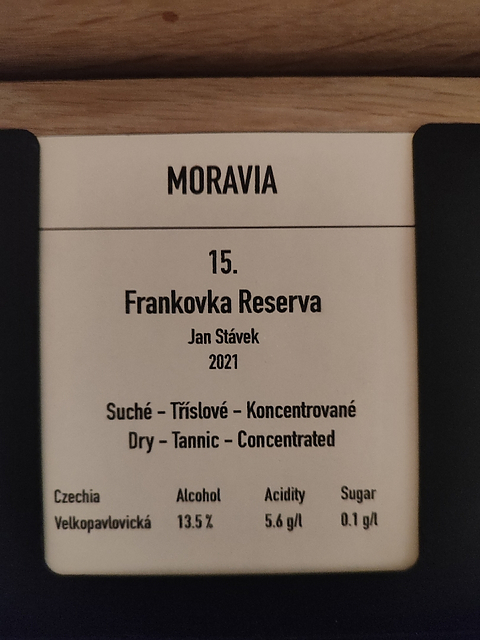 MORAVIA
15.
Frankovka Reserva
Jan Stávek
2021
Suché – Tříslové – Koncentrované
Dry – Tannic – Concentrated
Czechia Alcohol Acidity Sugar
Velkopavlovická 13.5 % 5.6 g/l 0.1 g/l